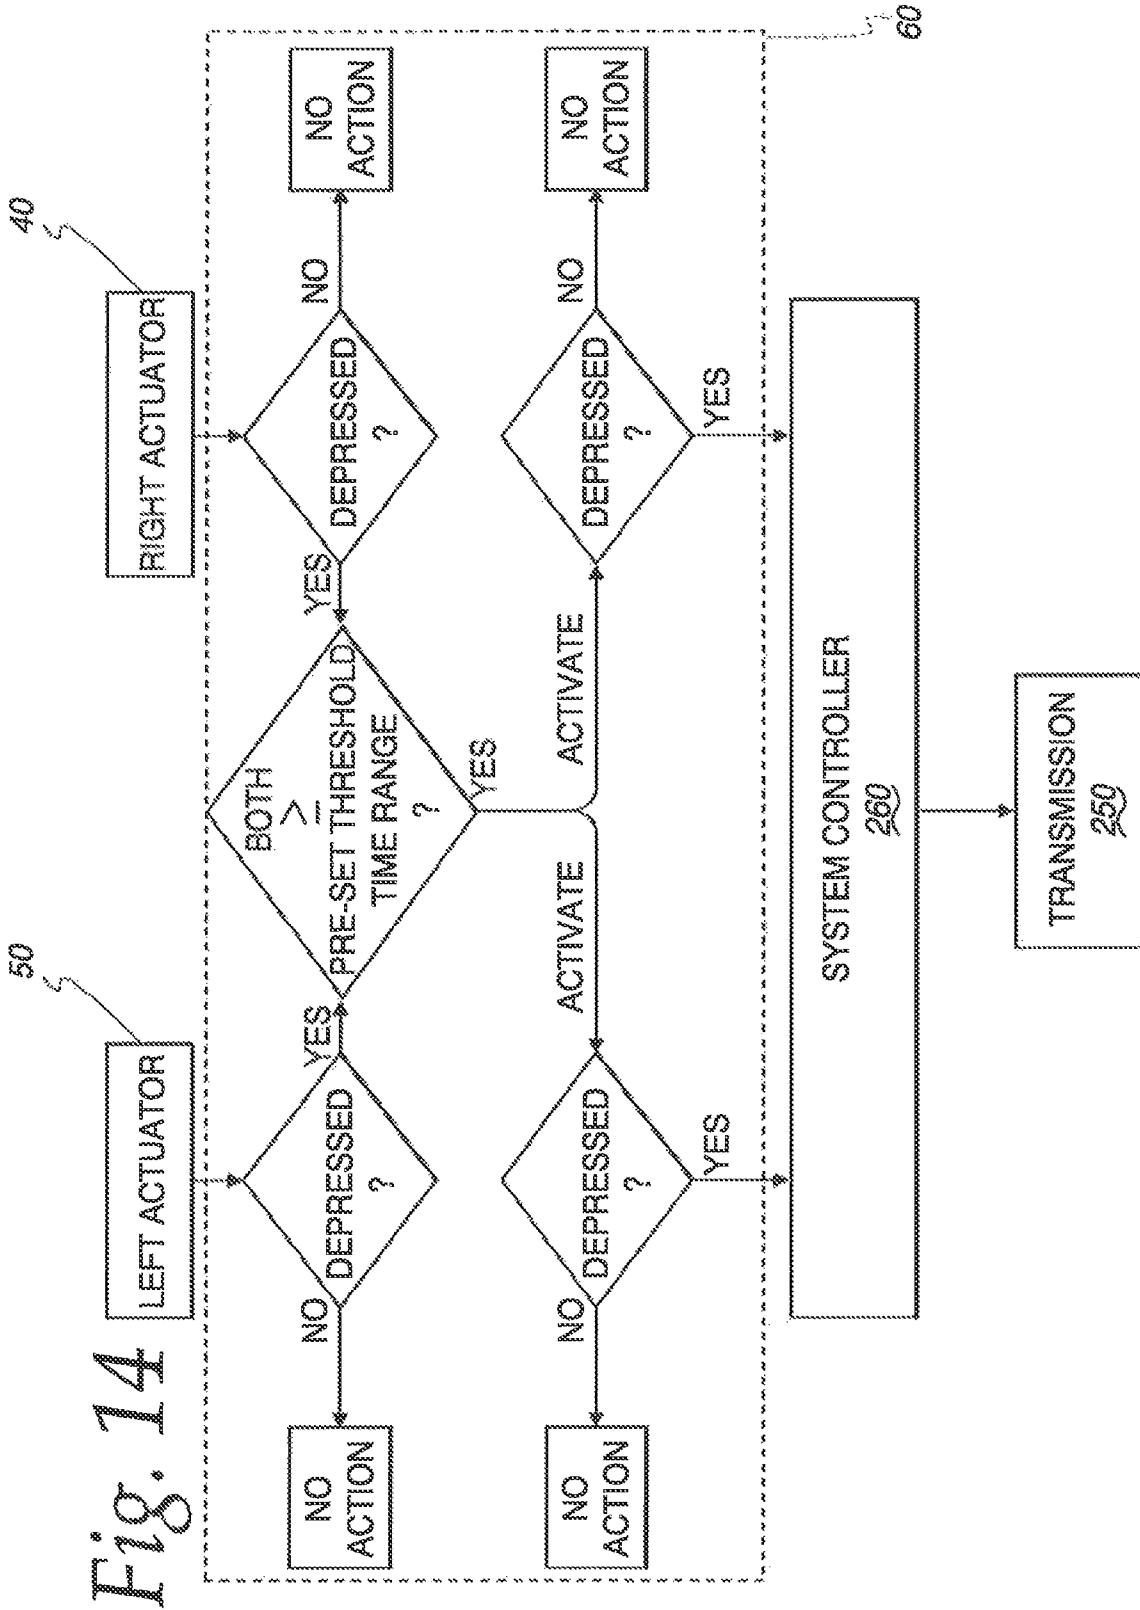 Fig. 14
50
40
LEFT ACTUATOR
RIGHT ACTUATOR
NO
ACTION
NO
DEPRESSED
?
YES
BOTH
≥
PRE-SET THRESHOLD
TIME RANGE
?
YES
YES
DEPRESSED
?
NO
NO
ACTION
NO
ACTION
NO
DEPRESSED
?
YES
ACTIVATE
ACTIVATE
DEPRESSED
?
YES
NO
NO
ACTION
60
SYSTEM CONTROLLER
260
TRANSMISSION
250